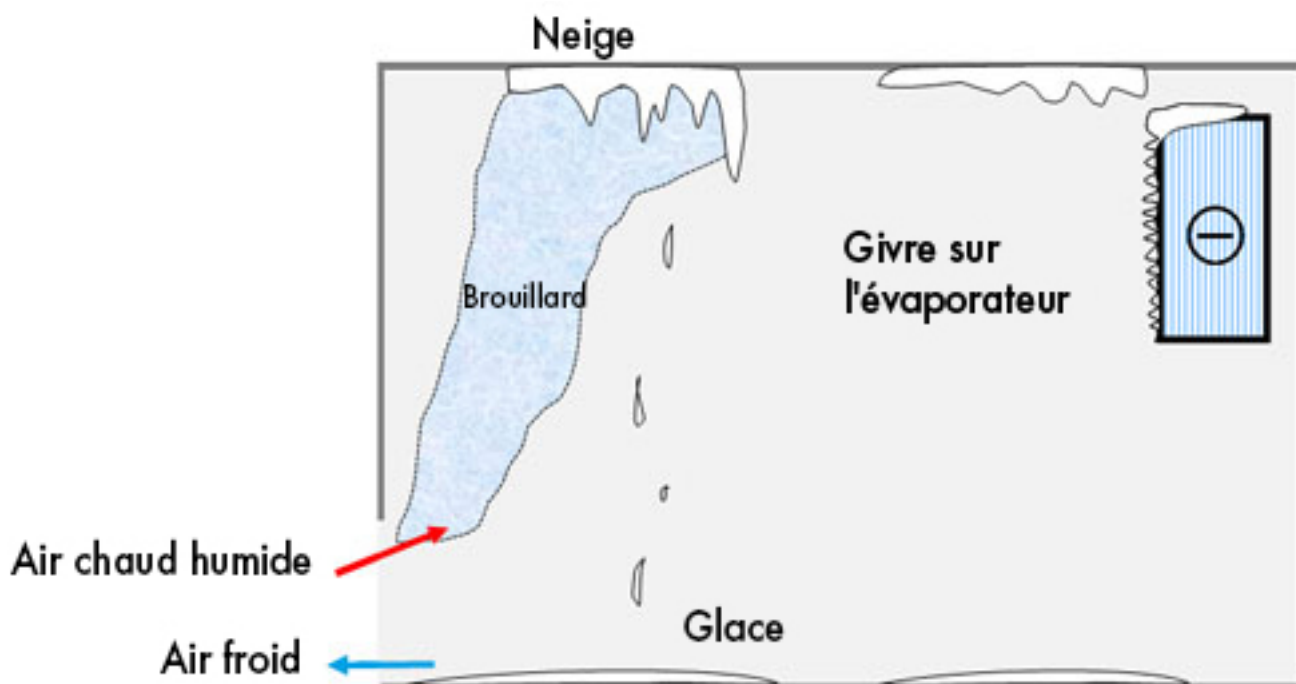 Neige
Givre sur
l'évaporateur
Brouillard
Air chaud humide
Glace
Air froid